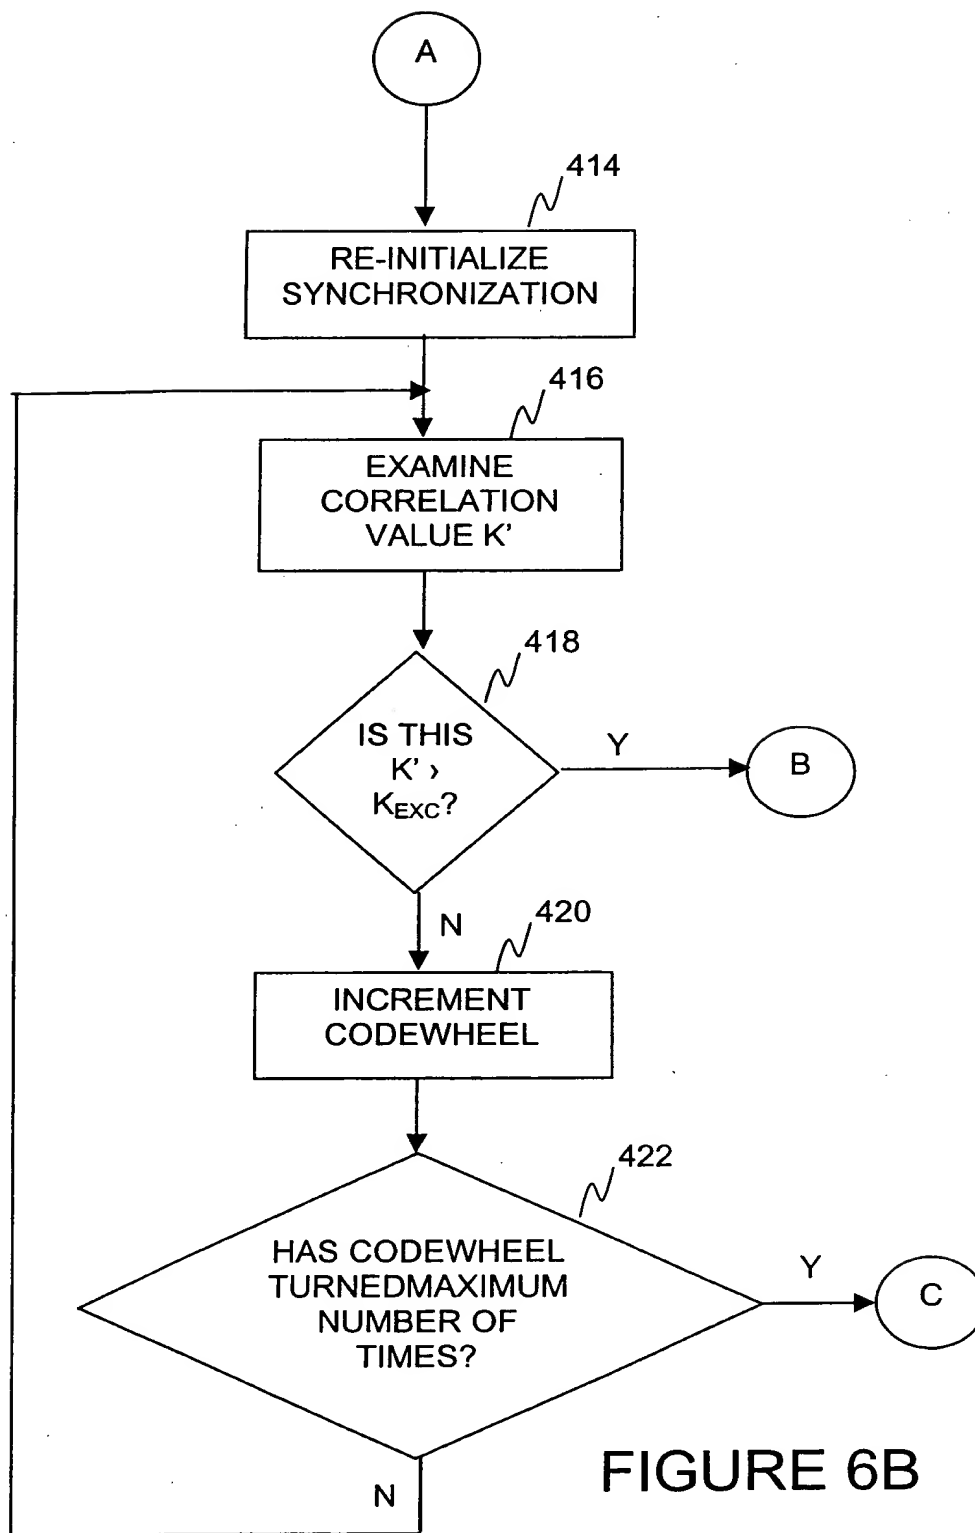 A
414
RE-INITIALIZE
SYNCHRONIZATION
416
EXAMINE
CORRELATION
VALUE K'
418
IS THIS
K' ›
KEXC?
Y
B
N
420
INCREMENT
CODEWHEEL
422
HAS CODEWHEEL
TURNEDMAXIMUM
NUMBER OF
TIMES?
Y
C
N
FIGURE 6B